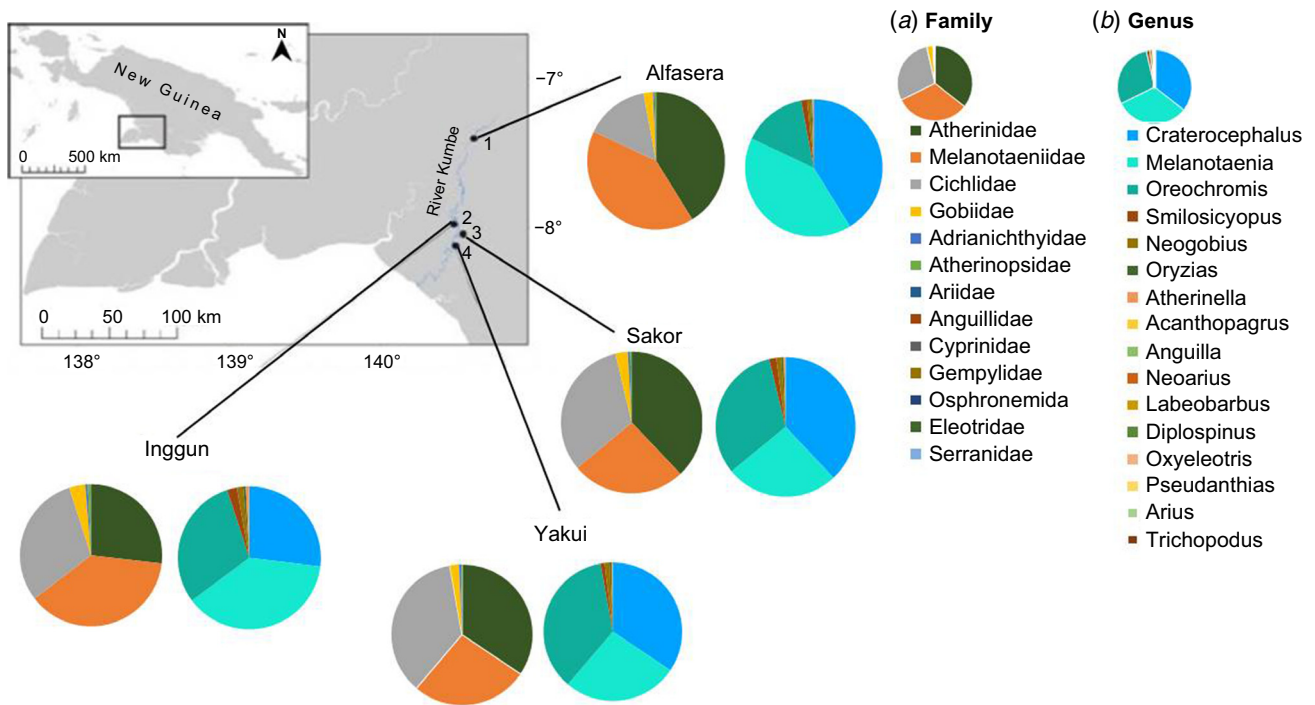 N
New Guinea
0 500 km
River Kumbe
1
2
3
4
−7°
−8°
0 50 100 km
138° 139° 140°
Alfasera
Sakor
Inggun
Yakui
(a) Family
Atherinidae
Melanotaeniidae
Cichlidae
Gobiidae
Adrianichthyidae
Atherinopsidae
Ariidae
Anguillidae
Cyprinidae
Gempylidae
Osphronemida
Eleotridae
Serranidae
(b) Genus
Craterocephalus
Melanotaenia
Oreochromis
Smilosicyopus
Neogobius
Oryzias
Atherinella
Acanthopagrus
Anguilla
Neoarius
Labeobarbus
Diplospinus
Oxyeleotris
Pseudanthias
Arius
Trichopodus